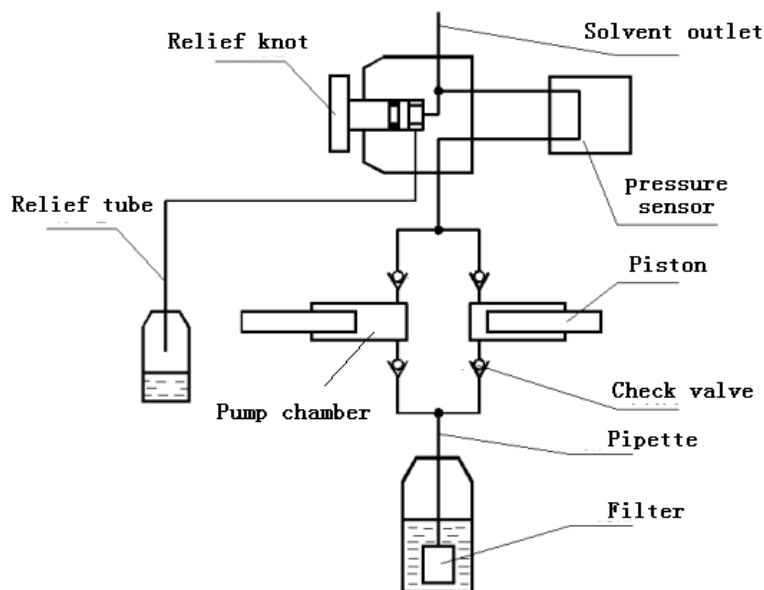 Solvent outlet
Relief knot
pressure
sensor
Relief tube
Piston
Pump chamber
Check valve
Pipette
Filter